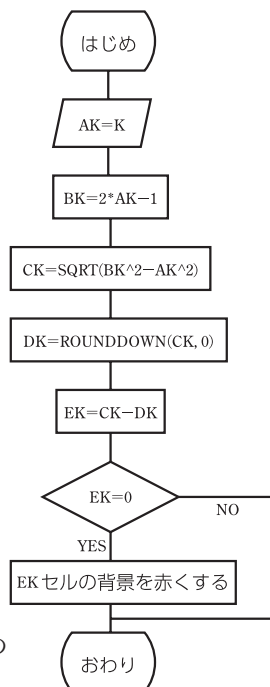 はじめ
AK=K
BK=2*AK−1
CK=SQRT(BK^2−AK^2)
DK=ROUNDDOWN(CK, 0)
EK=CK−DK
EK=0
NO
YES
EKセルの背景を赤くする
おわり